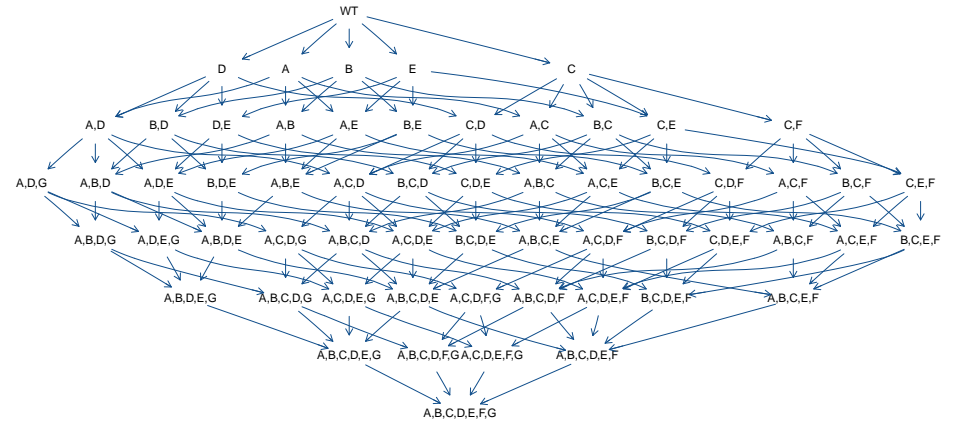 WT
D A B E C
A,D B,D D,E A,B A,E B,E C,D A,C B,C C,E C,F
A,D,G A,B,D A,D,E B,D,E A,B,E A,C,D B,C,D C,D,E A,B,C A,C,E B,C,E C,D,F A,C,F B,C,F C,E,F
A,B,D,G A,D,E,G A,B,D,E A,C,D,G A,B,C,D A,C,D,E B,C,D,E A,B,C,E A,C,D,F B,C,D,F C,D,E,F A,B,C,F A,C,E,F B,C,E,F
A,B,D,E,G A,B,C,D,G A,C,D,E,G A,B,C,D,E A,C,D,F,G A,B,C,D,F A,C,D,E,F B,C,D,E,F A,B,C,E,F
A,B,C,D,E,G A,B,C,D,F,G A,C,D,E,F,G A,B,C,D,E,F
A,B,C,D,E,F,G